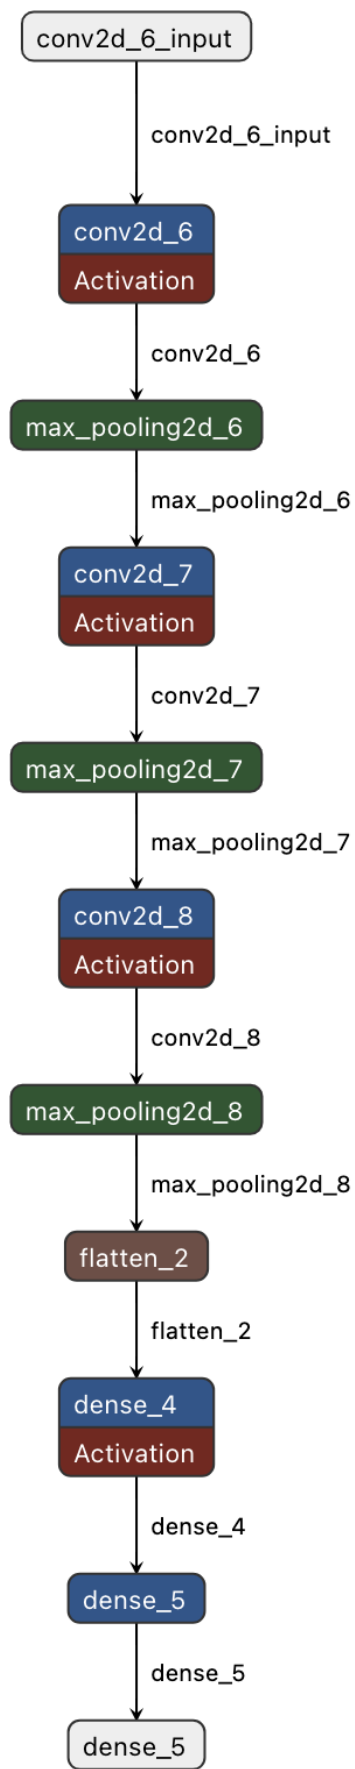 conv2d_6_input
conv2d_6_input
conv2d_6
Activation
conv2d_6
max_pooling2d_6
max_pooling2d_6
conv2d_7
Activation
conv2d_7
max_pooling2d_7
max_pooling2d_7
conv2d_8
Activation
conv2d_8
max_pooling2d_8
max_pooling2d_8
flatten_2
flatten_2
dense_4
Activation
dense_4
dense_5
dense_5
dense_5